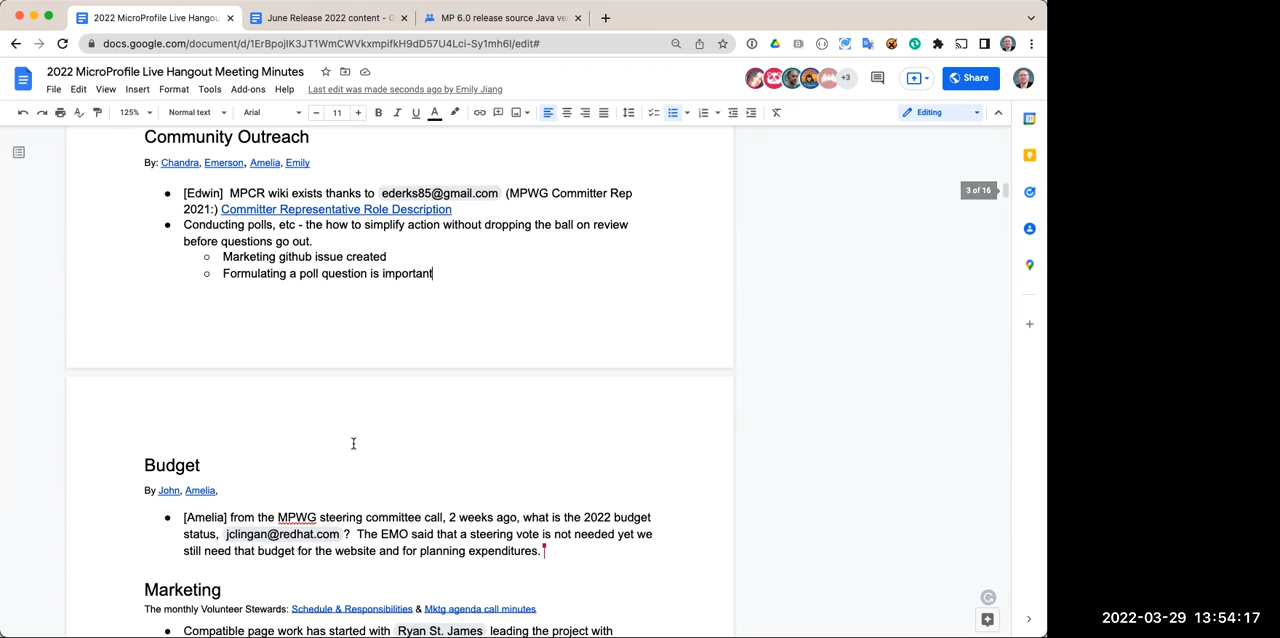 2022 MicroProfile Live Hangou
June Release 2022 content - G
MP 6.0 release source Java ve
docs.google.com/document/d/1ErBpojIK3JT1WmCWVkxmpifkH9dD57U4Lci-Sy1mh6I/edit#
2022 MicroProfile Live Hangout Meeting Minutes
+3
Share
File Edit View Insert Format Tools Add-ons Help Last edit was made seconds ago by Emily Jiang
125% Normal text Arial 11 B I U A Editing
Community Outreach
By: Chandra, Emerson, Amelia, Emily
3 of 16
● [Edwin] MPCR wiki exists thanks to ederks85@gmail.com (MPWG Committer Rep
2021:) Committer Representative Role Description
● Conducting polls, etc - the how to simplify action without dropping the ball on review
before questions go out.
○ Marketing github issue created
○ Formulating a poll question is important
Budget
By John, Amelia,
● [Amelia] from the MPWG steering committee call, 2 weeks ago, what is the 2022 budget
status, jclingan@redhat.com ? The EMO said that a steering vote is not needed yet we
still need that budget for the website and for planning expenditures.
Marketing
The monthly Volunteer Stewards: Schedule & Responsibilities & Mktg agenda call minutes
● Compatible page work has started with Ryan St. James leading the project with
2022-03-29 13:54:17